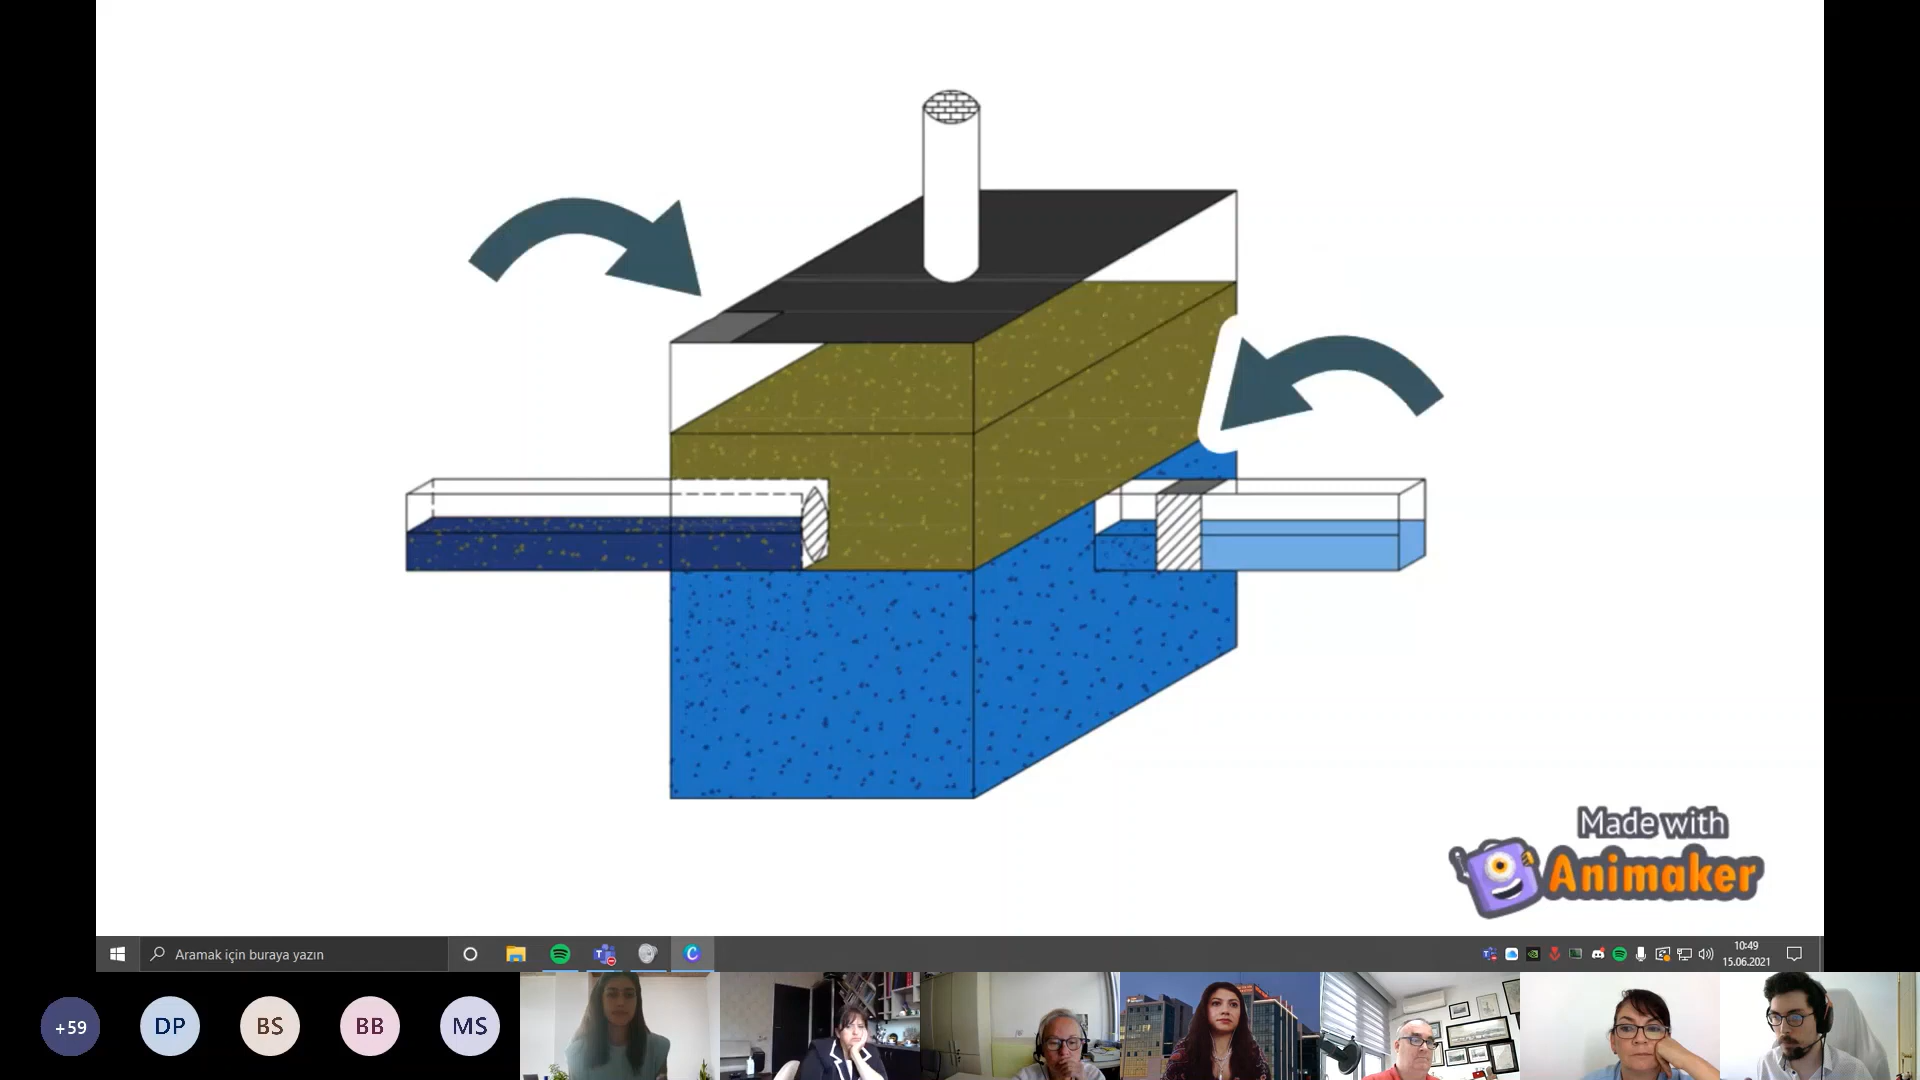 Made with
Animaker
Aramak için buraya yazın
10:49
15.06.2021
+59
DP
BS
BB
MS